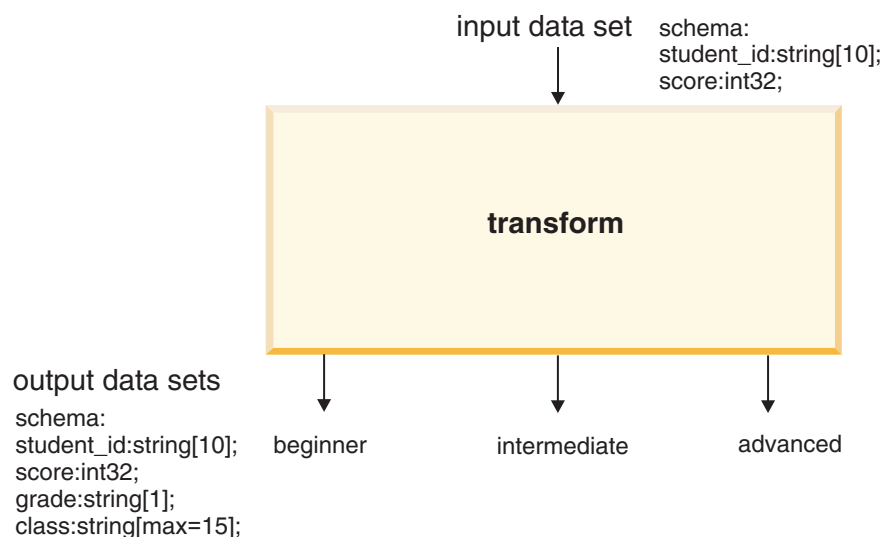 input data set
schema:
student_id:string[10];
score:int32;
transform
output data sets
schema:
student_id:string[10];
score:int32;
grade:string[1];
class:string[max=15];
beginner
intermediate
advanced